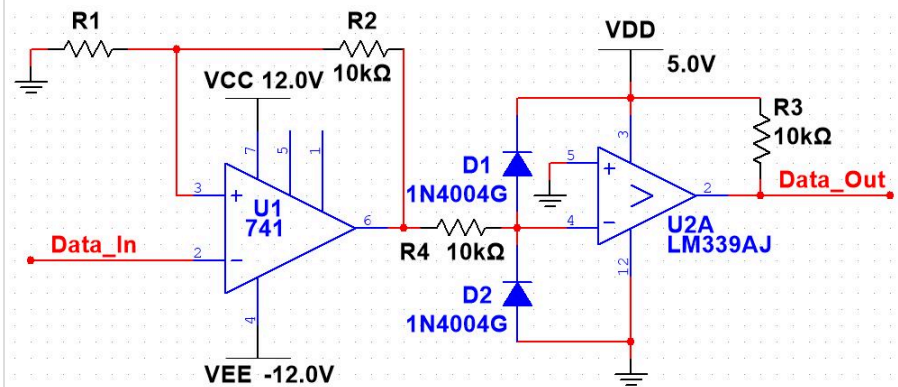 R1
R2
10kΩ
VCC 12.0V
7
5
1
3
+
U1
741
6
2
−
4
VEE -12.0V
Data_In
R4 10kΩ
D1
1N4004G
D2
1N4004G
VDD
5.0V
3
5
+
>
4
−
2
12
U2A
LM339AJ
R3
10kΩ
Data_Out